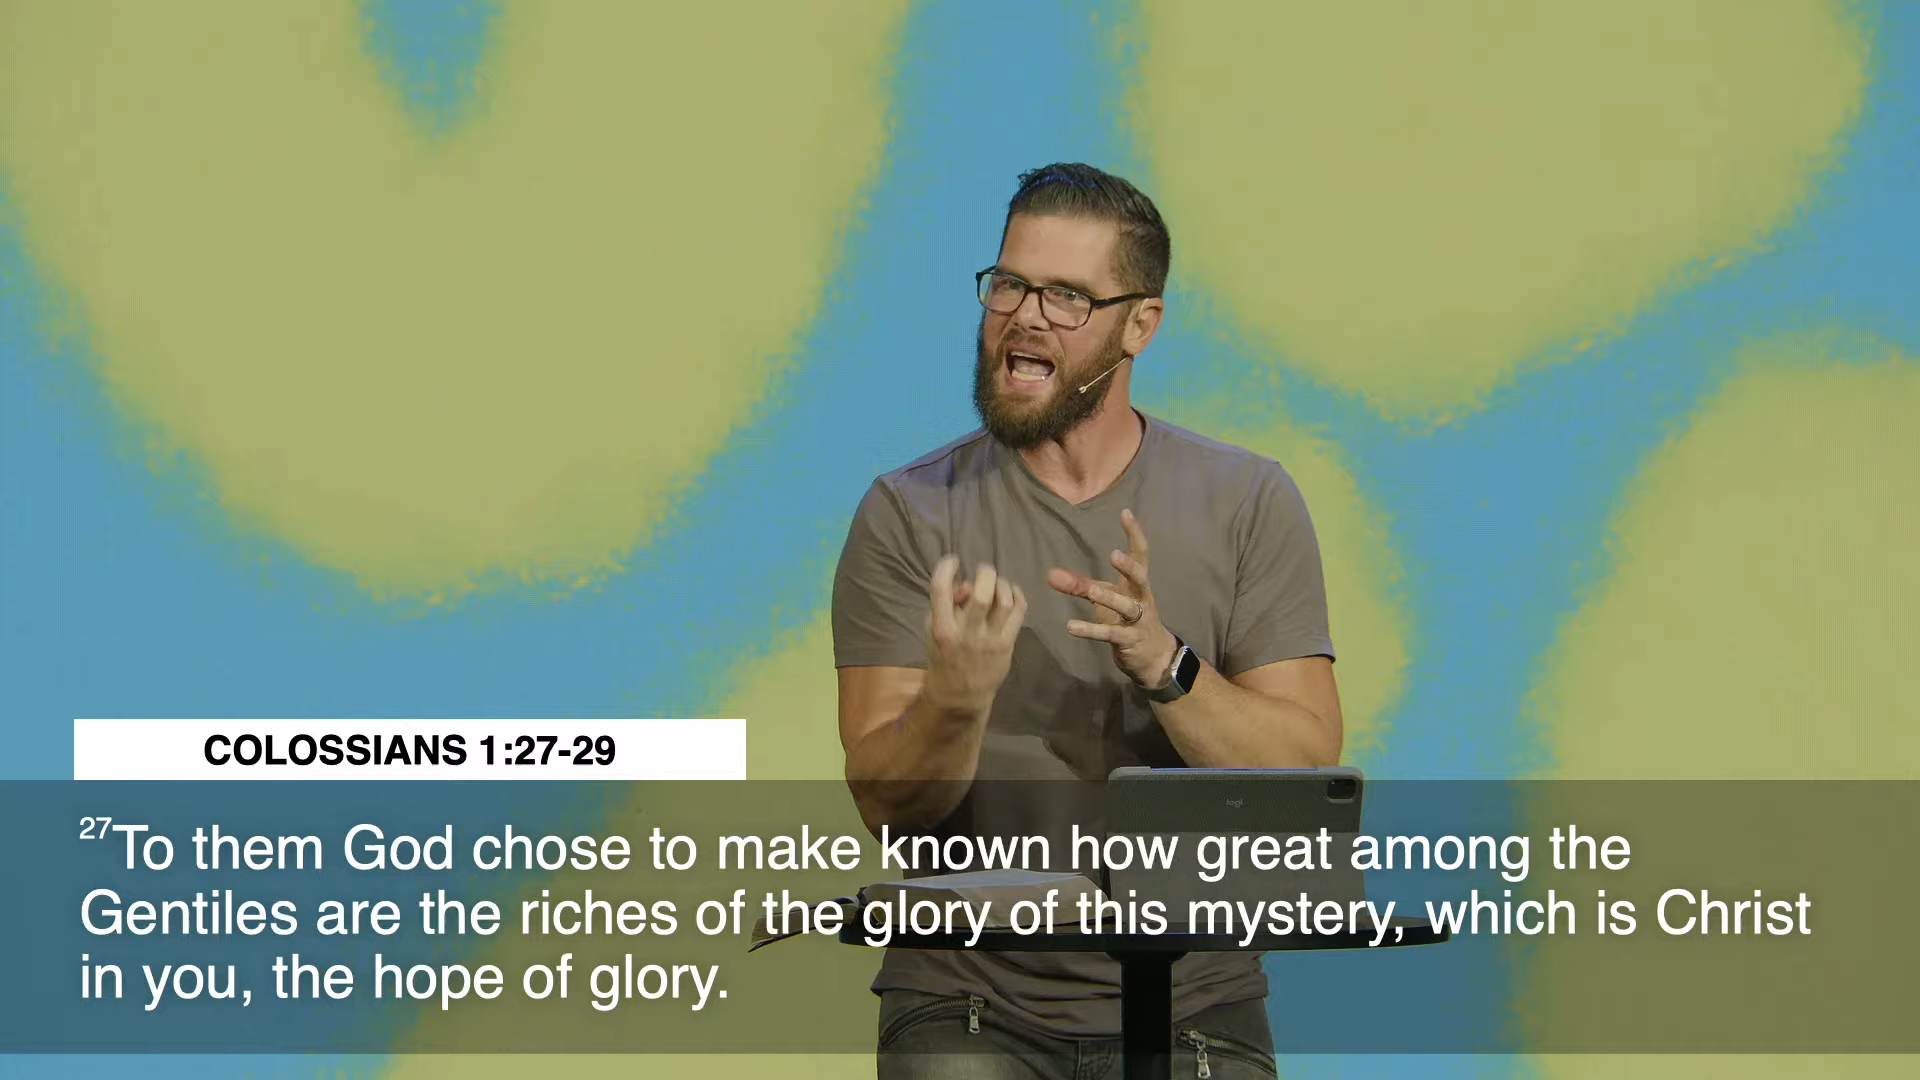 COLOSSIANS 1:27-29
27To them God chose to make known how great among the
Gentiles are the riches of the glory of this mystery, which is Christ
in you, the hope of glory.
logi